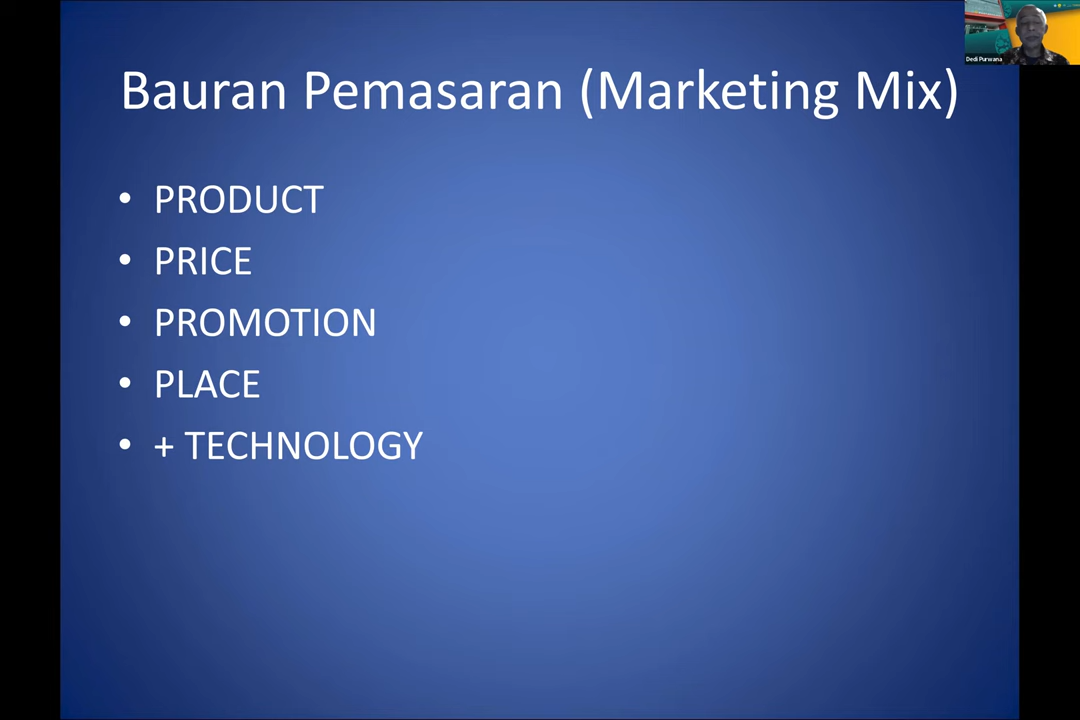 Bauran Pemasaran (Marketing Mix)
• PRODUCT
• PRICE
• PROMOTION
• PLACE
• + TECHNOLOGY
Dedi Purwana